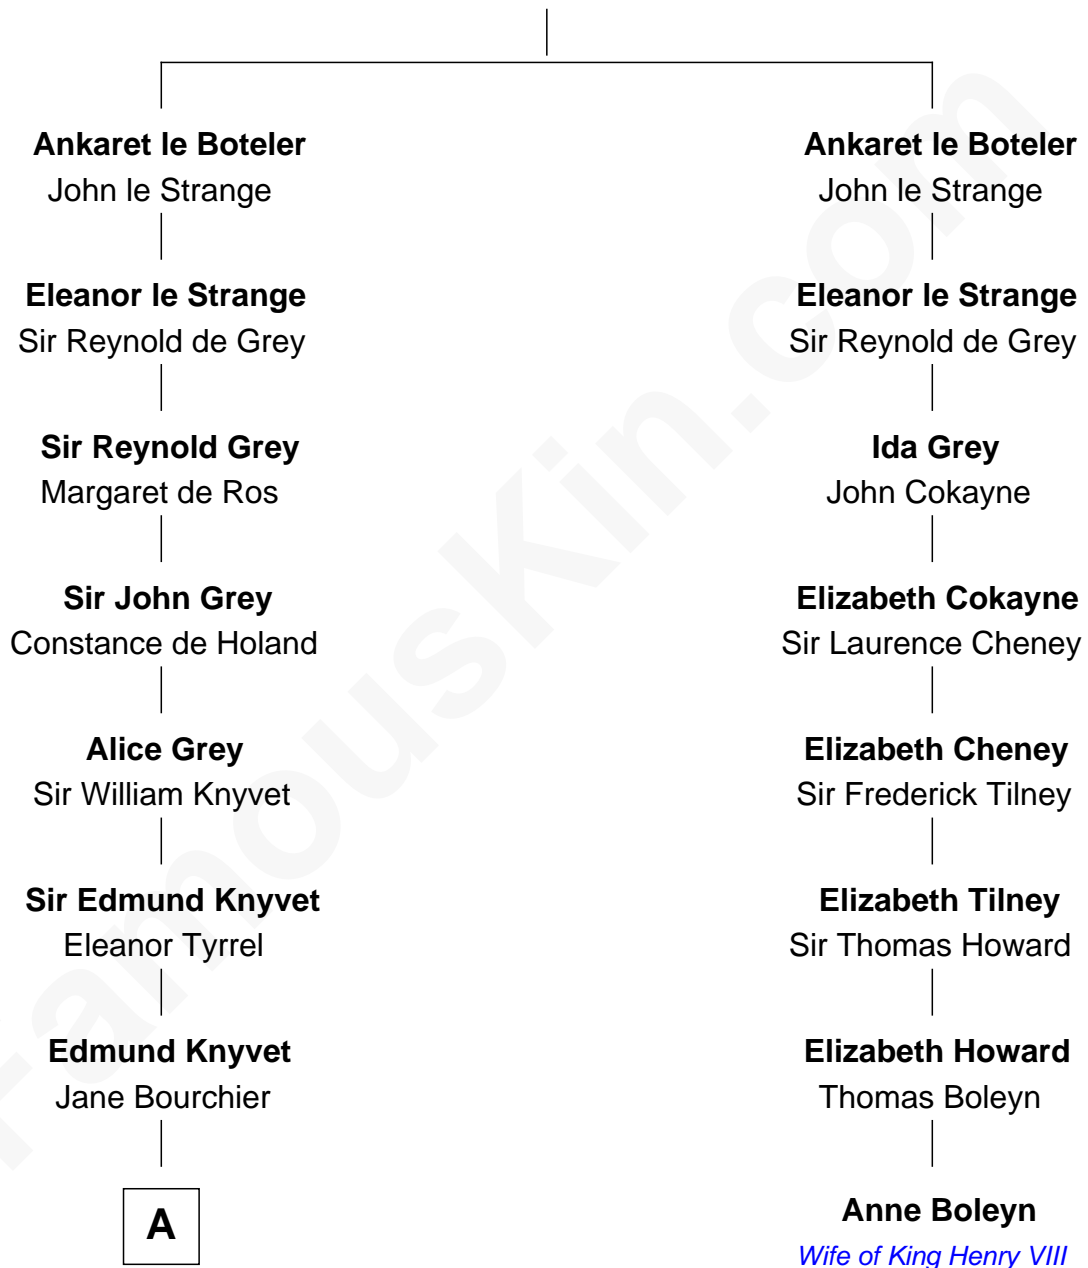 Ankaret le Boteler
John le Strange
Ankaret le Boteler
John le Strange
Eleanor le Strange
Sir Reynold de Grey
Eleanor le Strange
Sir Reynold de Grey
Sir Reynold Grey
Margaret de Ros
Ida Grey
John Cokayne
Sir John Grey
Constance de Holand
Elizabeth Cokayne
Sir Laurence Cheney
Alice Grey
Sir William Knyvet
Elizabeth Cheney
Sir Frederick Tilney
Sir Edmund Knyvet
Eleanor Tyrrel
Elizabeth Tilney
Sir Thomas Howard
Edmund Knyvet
Jane Bourchier
Elizabeth Howard
Thomas Boleyn
A
Anne Boleyn
Wife of King Henry VIII
FamousKin.com